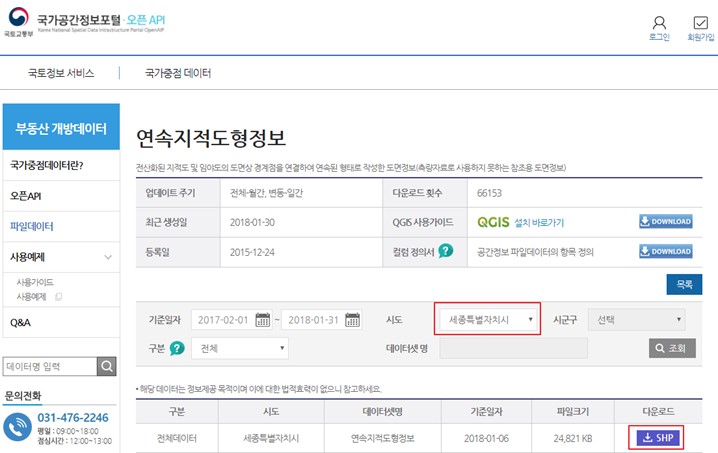 국토교통부
국가공간정보포털 · 오픈 API
Korea National Spatial Data Infrastructure Portal OpenAIP
로그인
회원가입
국토정보 서비스
국가중점 데이터
부동산 개방데이터
국가중점데이터란?
오픈API
파일데이터
사용예제
사용가이드
사용예제
Q&A
데이터명 입력
문의전화
031-476-2246
평일 : 09:00~18:00
점심시간 : 12:00~13:00
연속지적도형정보
전산화된 지적도 및 임야도의 도면상 경계점을 연결하여 연속된 형태로 작성한 도면정보(측량자료로 사용하지 못하는 참조용 도면정보)
업데이트 주기 전체-월간, 변동-일간 다운로드 횟수 66153
최근 생성일 2018-01-30 QGIS 사용가이드 QGIS 설치 바로가기 DOWNLOAD
등록일 2015-12-24 컬럼 정의서 ? 공간정보 파일데이터의 항목 정의 DOWNLOAD
목록
기준일자 2017-02-01 ~ 2018-01-31 시도 세종특별자치시 시군구 선택
구분 ? 전체 데이터셋 명 조회
• 해당 데이터는 정보제공 목적이며 이에 대한 법적효력이 없으니 참고하세요.
구분 시도 데이터셋명 기준일자 파일크기 다운로드
전체데이터 세종특별자치시 연속지적도형정보 2018-01-06 24,821 KB SHP